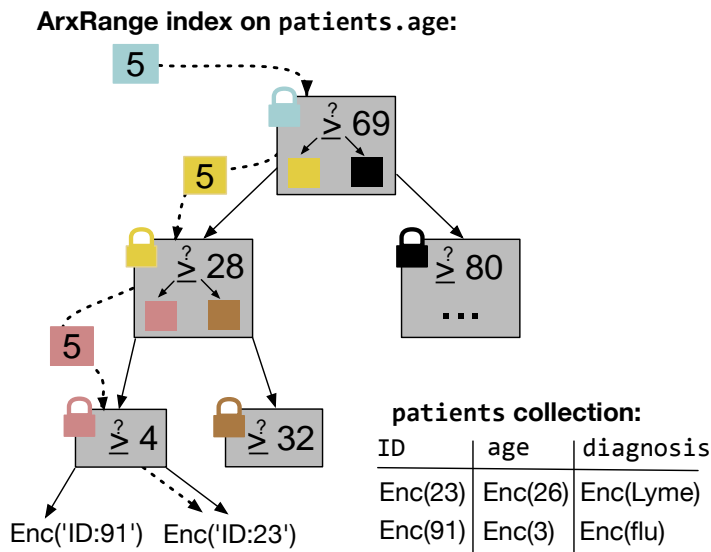 ArxRange index on patients.age:
5
≥? 69
5
≥? 28
≥? 80
...
5
≥? 4
≥? 32
Enc('ID:91') Enc('ID:23')
patients collection:
ID age diagnosis
Enc(23) Enc(26) Enc(Lyme)
Enc(91) Enc(3) Enc(flu)